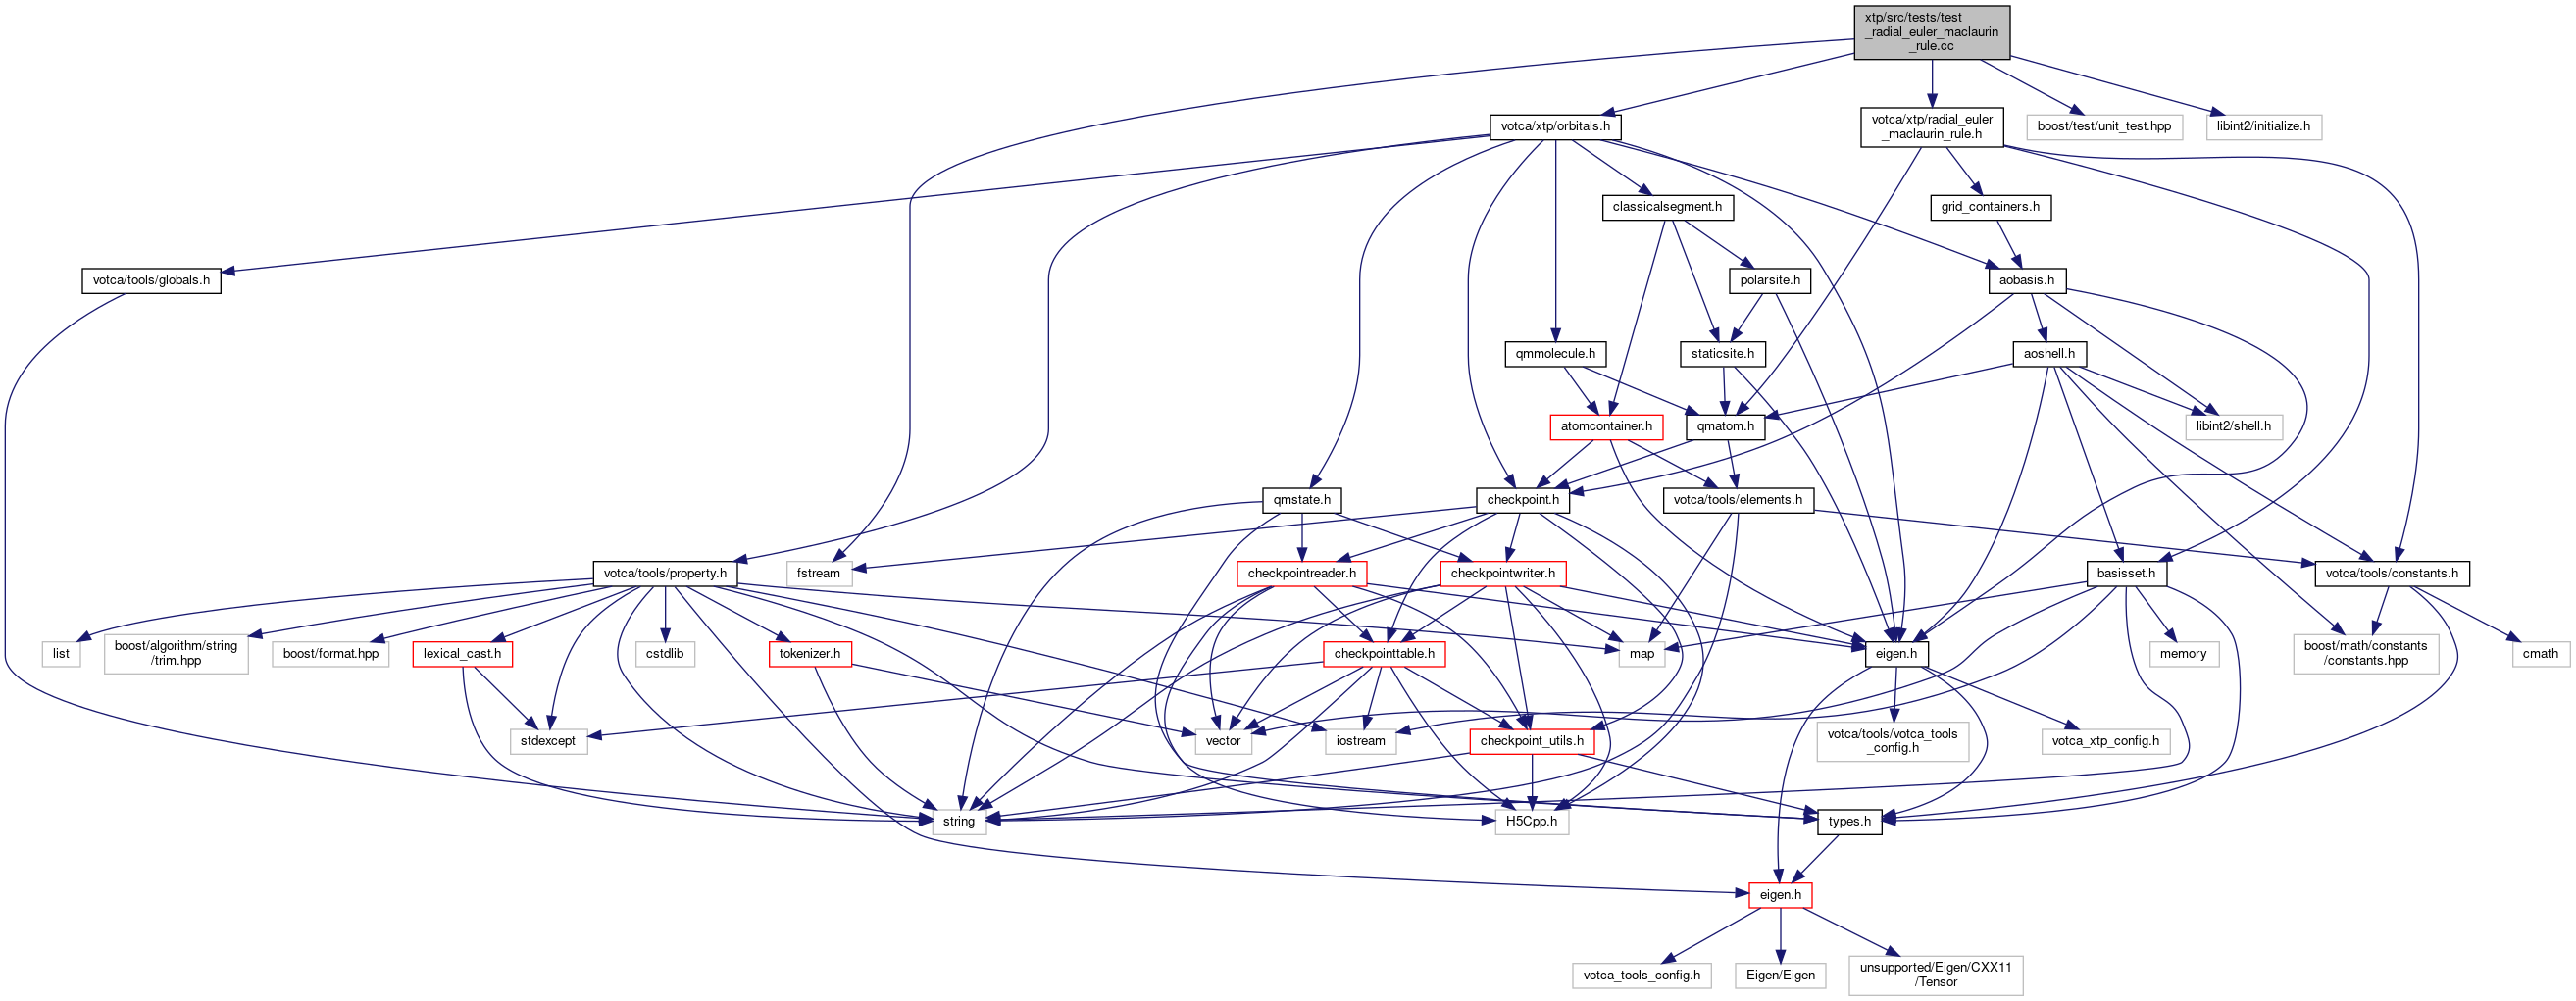 xtp/src/tests/test
_radial_euler_maclaurin
_rule.cc
votca/xtp/orbitals.h
votca/xtp/radial_euler
_maclaurin_rule.h
boost/test/unit_test.hpp
libint2/initialize.h
classicalsegment.h
grid_containers.h
votca/tools/globals.h
polarsite.h
aobasis.h
qmmolecule.h
staticsite.h
aoshell.h
atomcontainer.h
qmatom.h
libint2/shell.h
qmstate.h
checkpoint.h
votca/tools/elements.h
votca/tools/property.h
fstream
checkpointreader.h
checkpointwriter.h
basisset.h
votca/tools/constants.h
list
boost/algorithm/string
/trim.hpp
boost/format.hpp
lexical_cast.h
cstdlib
tokenizer.h
checkpointtable.h
map
eigen.h
memory
boost/math/constants
/constants.hpp
cmath
stdexcept
vector
iostream
checkpoint_utils.h
votca/tools/votca_tools
_config.h
votca_xtp_config.h
string
H5Cpp.h
types.h
eigen.h
votca_tools_config.h
Eigen/Eigen
unsupported/Eigen/CXX11
/Tensor